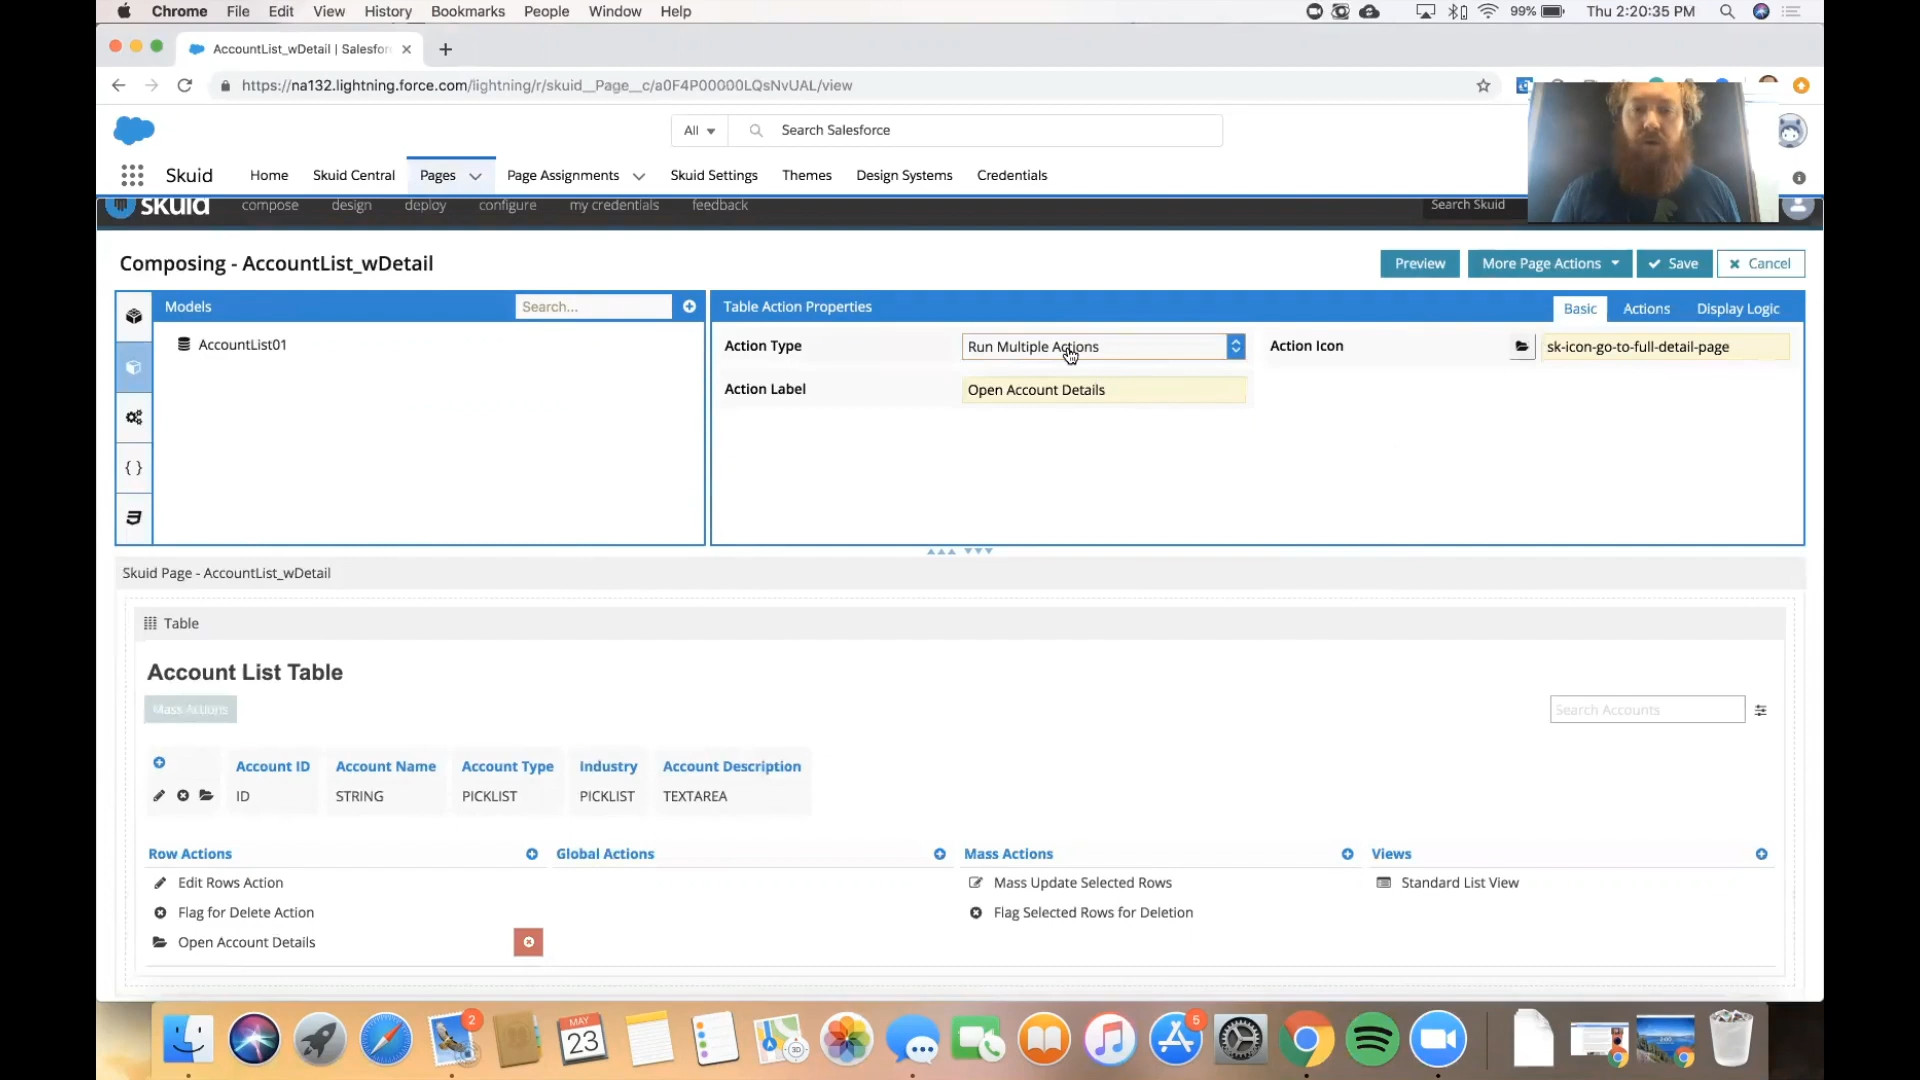 Chrome File Edit View History Bookmarks People Window Help 99% Thu 2:20:35 PM
AccountList_wDetail | Salesfor
https://na132.lightning.force.com/lightning/r/skuid__Page__c/a0F4P00000LQsNvUAL/view
All Search Salesforce
Skuid Home Skuid Central Pages Page Assignments Skuid Settings Themes Design Systems Credentials
skuid compose design deploy configure my credentials feedback Search Skuid
Composing - AccountList_wDetail Preview More Page Actions Save Cancel
Models Search... Table Action Properties Basic Actions Display Logic
AccountList01
Action Type Run Multiple Actions Action Icon sk-icon-go-to-full-detail-page
Action Label Open Account Details
Skuid Page - AccountList_wDetail
Table
Account List Table
Mass Actions Search Accounts
Account ID Account Name Account Type Industry Account Description
ID STRING PICKLIST PICKLIST TEXTAREA
Row Actions Global Actions Mass Actions Views
Edit Rows Action Mass Update Selected Rows Standard List View
Flag for Delete Action Flag Selected Rows for Deletion
Open Account Details
2 MAY 23 3D 5